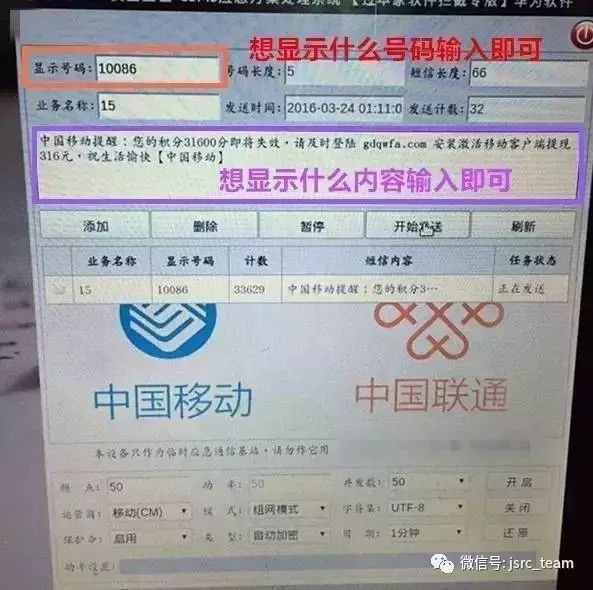 想显示什么号码输入即可
显示号码: 10086 号码长度: 5 短信长度: 66
业务名称: 15 发送时间: 2016-03-24 01:11:0 发送计数: 32
中国移动提醒：您的积分31600分即将失效，请及时登陆 gdqwfa.com 安装激活移动客户端提现
316元，祝生活愉快【中国移动】
想显示什么内容输入即可
添加 删除 暂停 开始发送 刷新
业务名称 显示号码 计数 短信内容 任务状态
15 10086 33629 中国移动提醒：您的积分3… 正在发送
中国移动 中国联通
本设备只作为临时应急通信基站，请勿作它用
频 点: 50 功 率: 50 并发数: 50 开 启
运营商: 移动(CM) 模 式: 组网模式 字符集: UTF-8 关 闭
保护令: 启用 类 型: 自动加密 周 期: 1分钟 还 原
功率设置:
微信号: jsrc_team